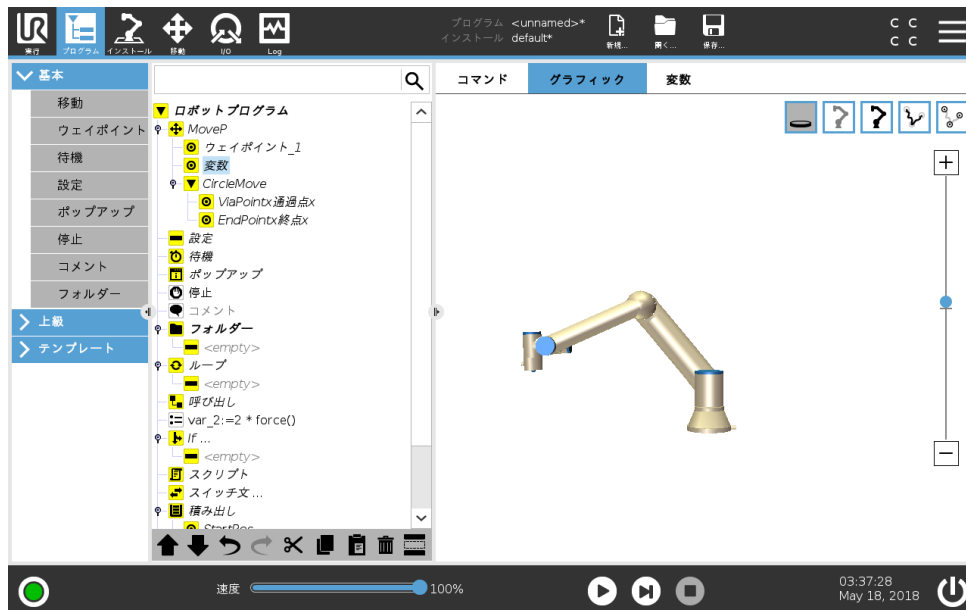 UR
実行
プログラム
インストール
移動
I/O
Log
プログラム <unnamed>*
インストール default*
新規...
開く...
保存...
C C
C C
基本
移動
ウェイポイント
待機
設定
ポップアップ
停止
コメント
フォルダー
上級
テンプレート
ロボットプログラム
MoveP
ウェイポイント_1
変数
CircleMove
ViaPointx通過点x
EndPointx終点x
設定
待機
ポップアップ
停止
コメント
フォルダー
<empty>
ループ
<empty>
呼び出し
var_2:=2 * force()
If ...
<empty>
スクリプト
スイッチ文 ...
積み出し
StartPos
コマンド
グラフィック
変数
速度
100%
03:37:28
May 18, 2018